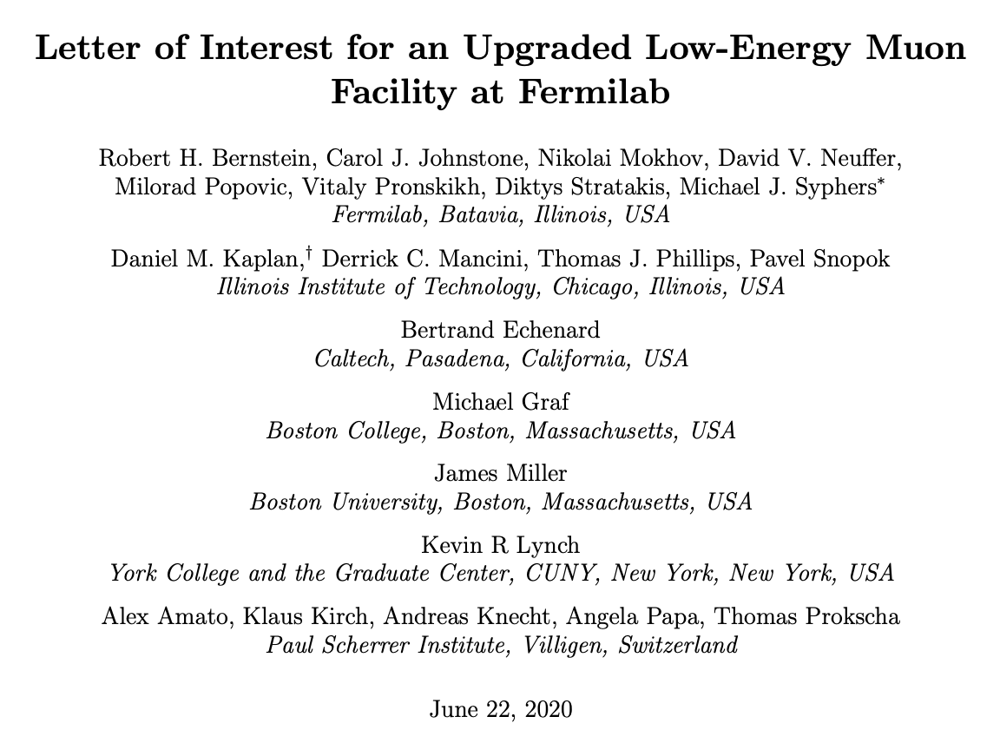 Letter of Interest for an Upgraded Low-Energy Muon
Facility at Fermilab
Robert H. Bernstein, Carol J. Johnstone, Nikolai Mokhov, David V. Neuffer,
Milorad Popovic, Vitaly Pronskikh, Diktys Stratakis, Michael J. Syphers*
Fermilab, Batavia, Illinois, USA
Daniel M. Kaplan,† Derrick C. Mancini, Thomas J. Phillips, Pavel Snopok
Illinois Institute of Technology, Chicago, Illinois, USA
Bertrand Echenard
Caltech, Pasadena, California, USA
Michael Graf
Boston College, Boston, Massachusetts, USA
James Miller
Boston University, Boston, Massachusetts, USA
Kevin R Lynch
York College and the Graduate Center, CUNY, New York, New York, USA
Alex Amato, Klaus Kirch, Andreas Knecht, Angela Papa, Thomas Prokscha
Paul Scherrer Institute, Villigen, Switzerland
June 22, 2020